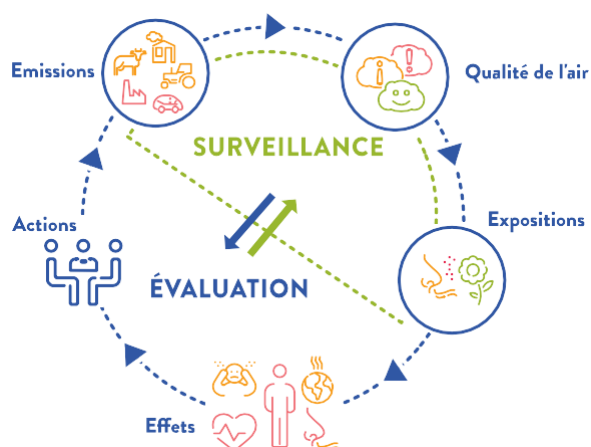 Emissions
Qualité de l'air
SURVEILLANCE
Actions
Expositions
ÉVALUATION
Effets